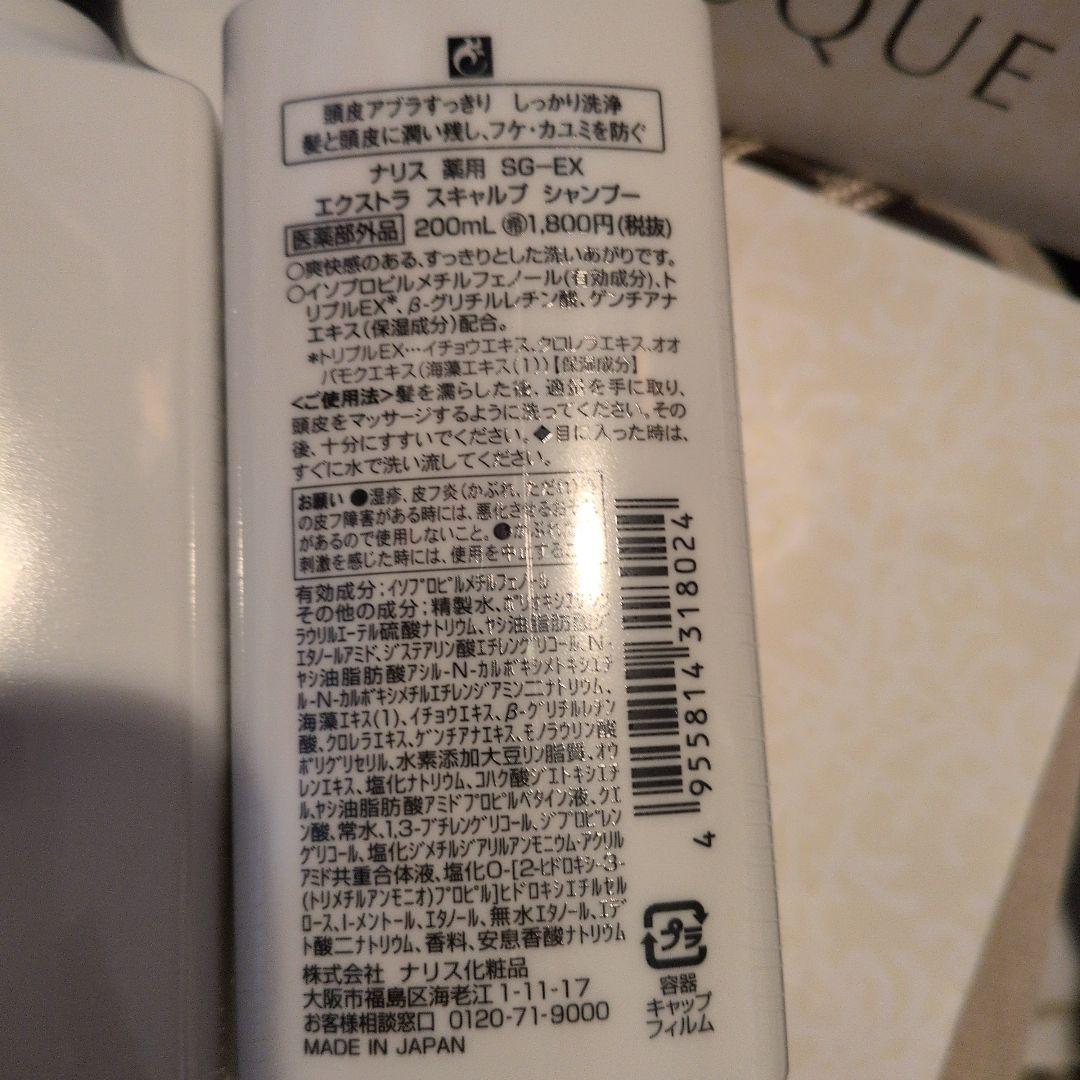 QUE
頭皮アブラすっきり しっかり洗浄
髪と頭皮に潤い残し、フケ・カユミを防ぐ
ナリス 薬用 SG-EX
エクストラ スキャルプ シャンプー
医薬部外品 200mL 希1,800円(税抜)
○爽快感のある、すっきりとした洗いあがりです。
○イソプロピルメチルフェノール(有効成分)、ト
リプルEX*、β-グリチルレチン酸、ゲンチアナ
エキス(保湿成分)配合。
*トリプルEX…イチョウエキス、クロレラエキス、オオ
バモクエキス(海藻エキス(1))【保湿成分】
<ご使用法>髪を濡らした後、適量を手に取り、
頭皮をマッサージするように洗ってください。その
後、十分にすすいでください。◆目に入った時は、
すぐに水で洗い流してください。
お願い ●湿疹、皮フ炎(かぶれ、ただれ)
の皮フ障害がある時には、悪化させるお
があるので使用しないこと。●かぶれ
刺激を感じた時には、使用を中止するこ
有効成分:イソプロピルメチルフェノール
その他の成分:精製水、ポリオキシエチレン
ラウリルエーテル硫酸ナトリウム、ヤシ油脂肪酸
エタノールアミド、ジステアリン酸エチレングリコール、N-
ヤシ油脂肪酸アシル-N-カルボキシメトキシエチ
ル-N-カルボキシメチルエチレンジアミン二ナトリウム、
海藻エキス(1)、イチョウエキス、β-グリチルレチン
酸、クロレラエキス、ゲンチアナエキス、モノラウリン酸
ポリグリセリル、水素添加大豆リン脂質、オウ
レンエキス、塩化ナトリウム、コハク酸ジエトキシエチ
ル、ヤシ油脂肪酸アミドプロピルベタイン液、クエ
ン酸、常水、1,3-ブチレングリコール、ジプロピレン
グリコール、塩化ジメチルジアリルアンモニウム・アクリル
アミド共重合体液、塩化O-[2-ヒドロキシ-3-
(トリメチルアンモニオ)プロピル]ヒドロキシエチルセル
ロース、l-メントール、エタノール、無水エタノール、エデ
ト酸二ナトリウム、香料、安息香酸ナトリウム
株式会社 ナリス化粧品
大阪市福島区海老江1-11-17
お客様相談窓口 0120-71-9000
MADE IN JAPAN
4955814318024
プラ
容器
キャップ
フィルム